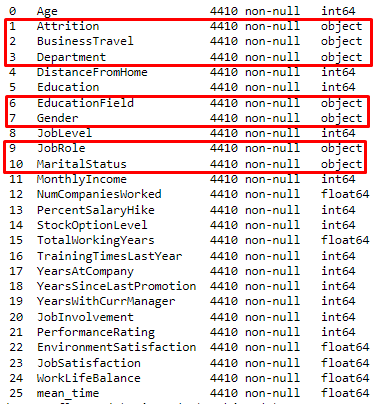 0 Age 4410 non-null int64
1 Attrition 4410 non-null object
2 BusinessTravel 4410 non-null object
3 Department 4410 non-null object
4 DistanceFromHome 4410 non-null int64
5 Education 4410 non-null int64
6 EducationField 4410 non-null object
7 Gender 4410 non-null object
8 JobLevel 4410 non-null int64
9 JobRole 4410 non-null object
10 MaritalStatus 4410 non-null object
11 MonthlyIncome 4410 non-null int64
12 NumCompaniesWorked 4410 non-null float64
13 PercentSalaryHike 4410 non-null int64
14 StockOptionLevel 4410 non-null int64
15 TotalWorkingYears 4410 non-null float64
16 TrainingTimesLastYear 4410 non-null int64
17 YearsAtCompany 4410 non-null int64
18 YearsSinceLastPromotion 4410 non-null int64
19 YearsWithCurrManager 4410 non-null int64
20 JobInvolvement 4410 non-null int64
21 PerformanceRating 4410 non-null int64
22 EnvironmentSatisfaction 4410 non-null float64
23 JobSatisfaction 4410 non-null float64
24 WorkLifeBalance 4410 non-null float64
25 mean_time 4410 non-null float64